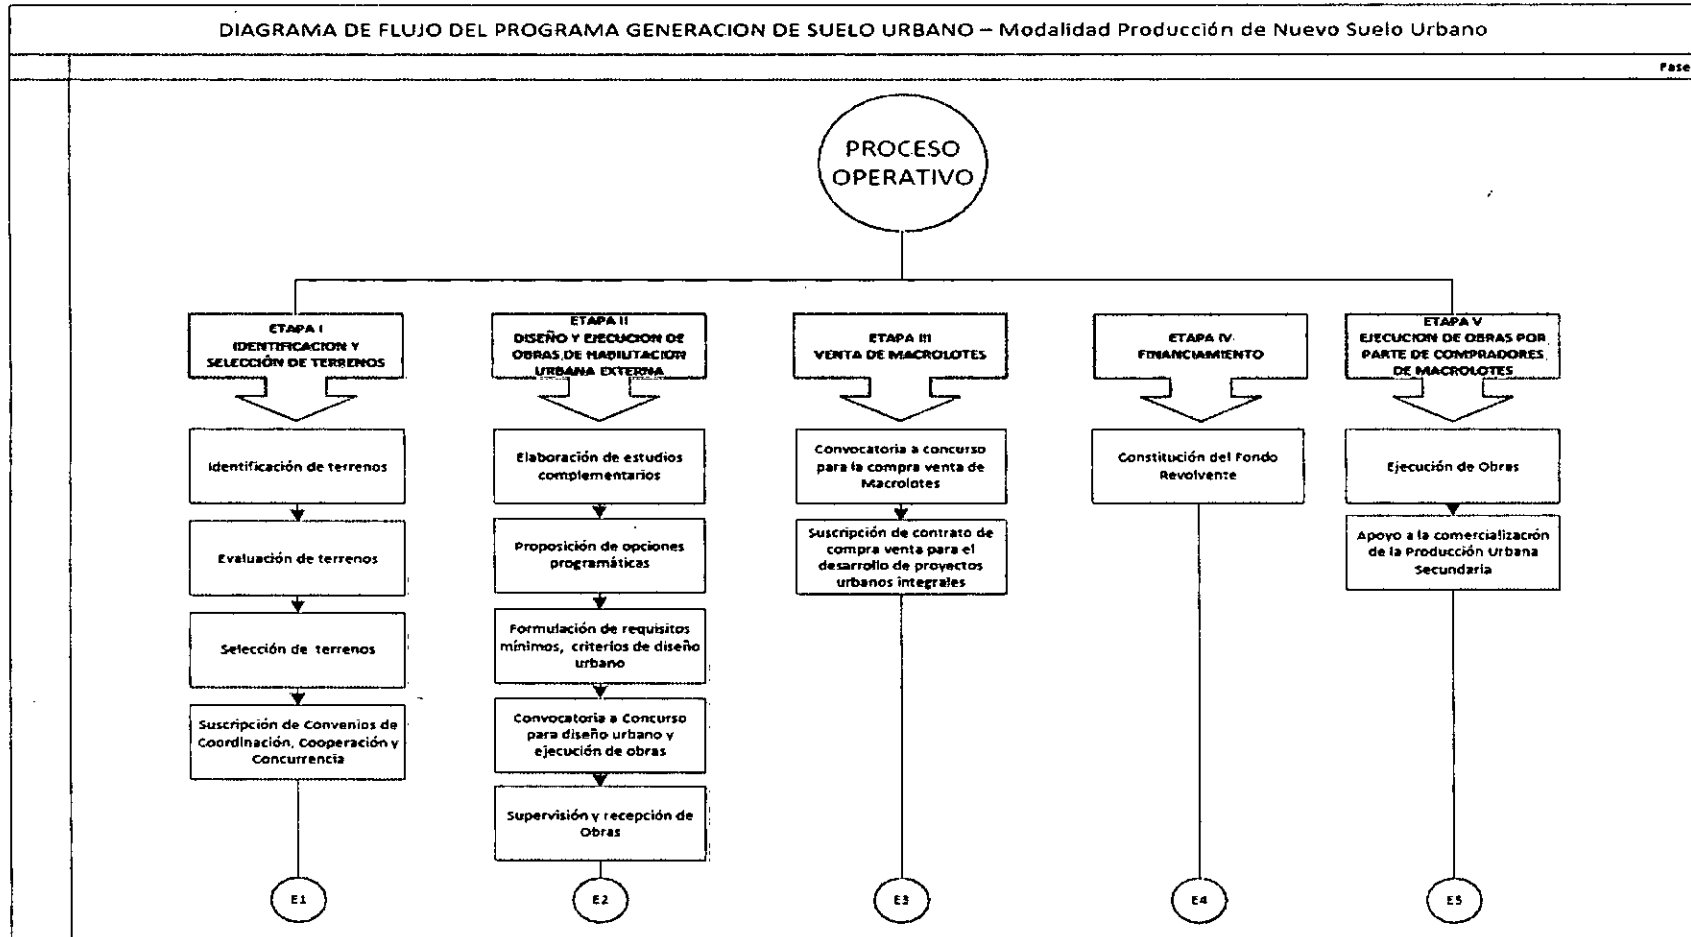 DIAGRAMA DE FLUJO DEL PROGRAMA GENERACION DE SUELO URBANO – Modalidad Producción de Nuevo Suelo Urbano
Fase
PROCESO
OPERATIVO
ETAPA I
IDENTIFICACION Y
SELECCIÓN DE TERRENOS
Identificación de terrenos
Evaluación de terrenos
Selección de terrenos
Suscripción de Convenios de
Coordinación, Cooperación y
Concurrencia
E1
ETAPA II
DISEÑO Y EJECUCION DE
OBRAS DE HABILITACION
URBANA EXTERNA
Elaboración de estudios
complementarios
Proposición de opciones
programáticas
Formulación de requisitos
mínimos, criterios de diseño
urbano
Convocatoria a Concurso
para diseño urbano y
ejecución de obras
Supervisión y recepción de
Obras
E2
ETAPA III
VENTA DE MACROLOTES
Convocatoria a concurso
para la compra venta de
Macrolotes
Suscripción de contrato de
compra venta para el
desarrollo de proyectos
urbanos integrales
E3
ETAPA IV
FINANCIAMIENTO
Constitución del Fondo
Revolvente
E4
ETAPA V
EJECUCION DE OBRAS POR
PARTE DE COMPRADORES
DE MACROLOTES
Ejecución de Obras
Apoyo a la comercialización
de la Producción Urbana
Secundaria
E5